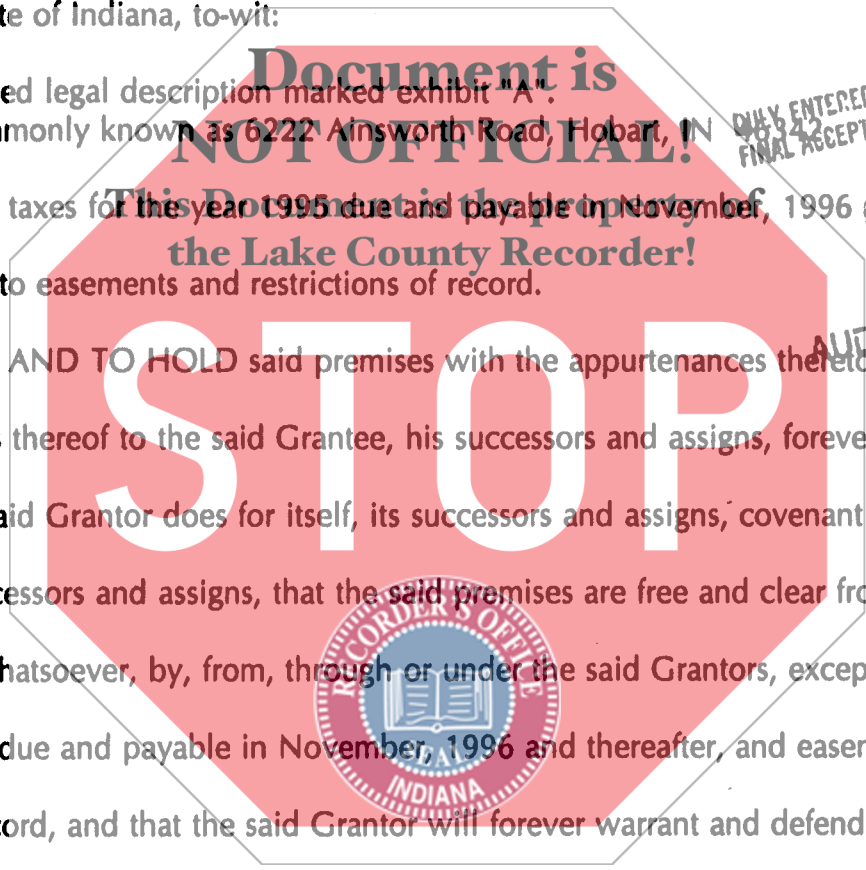 te of Indiana, to-wit:
Document is
ed legal description marked exhibit "A".
monly known as 6222 Ainsworth Road, Hobart, IN 46342
NOT OFFICIAL!
DULY ENTERED
FINAL ACCEPT
taxes for the year 1995 due and payable in November, 1996
This Document is the property of
the Lake County Recorder!
to easements and restrictions of record.
AND TO HOLD said premises with the appurtenances thereto
AUD
STOP
thereof to the said Grantee, his successors and assigns, foreve
aid Grantor does for itself, its successors and assigns, covenant
essors and assigns, that the said premises are free and clear fro
RECORDER'S OFFICE
hatsoever, by, from, through or under the said Grantors, excep
due and payable in November, 1996 and thereafter, and easer
SEAL
INDIANA
ord, and that the said Grantor will forever warrant and defend